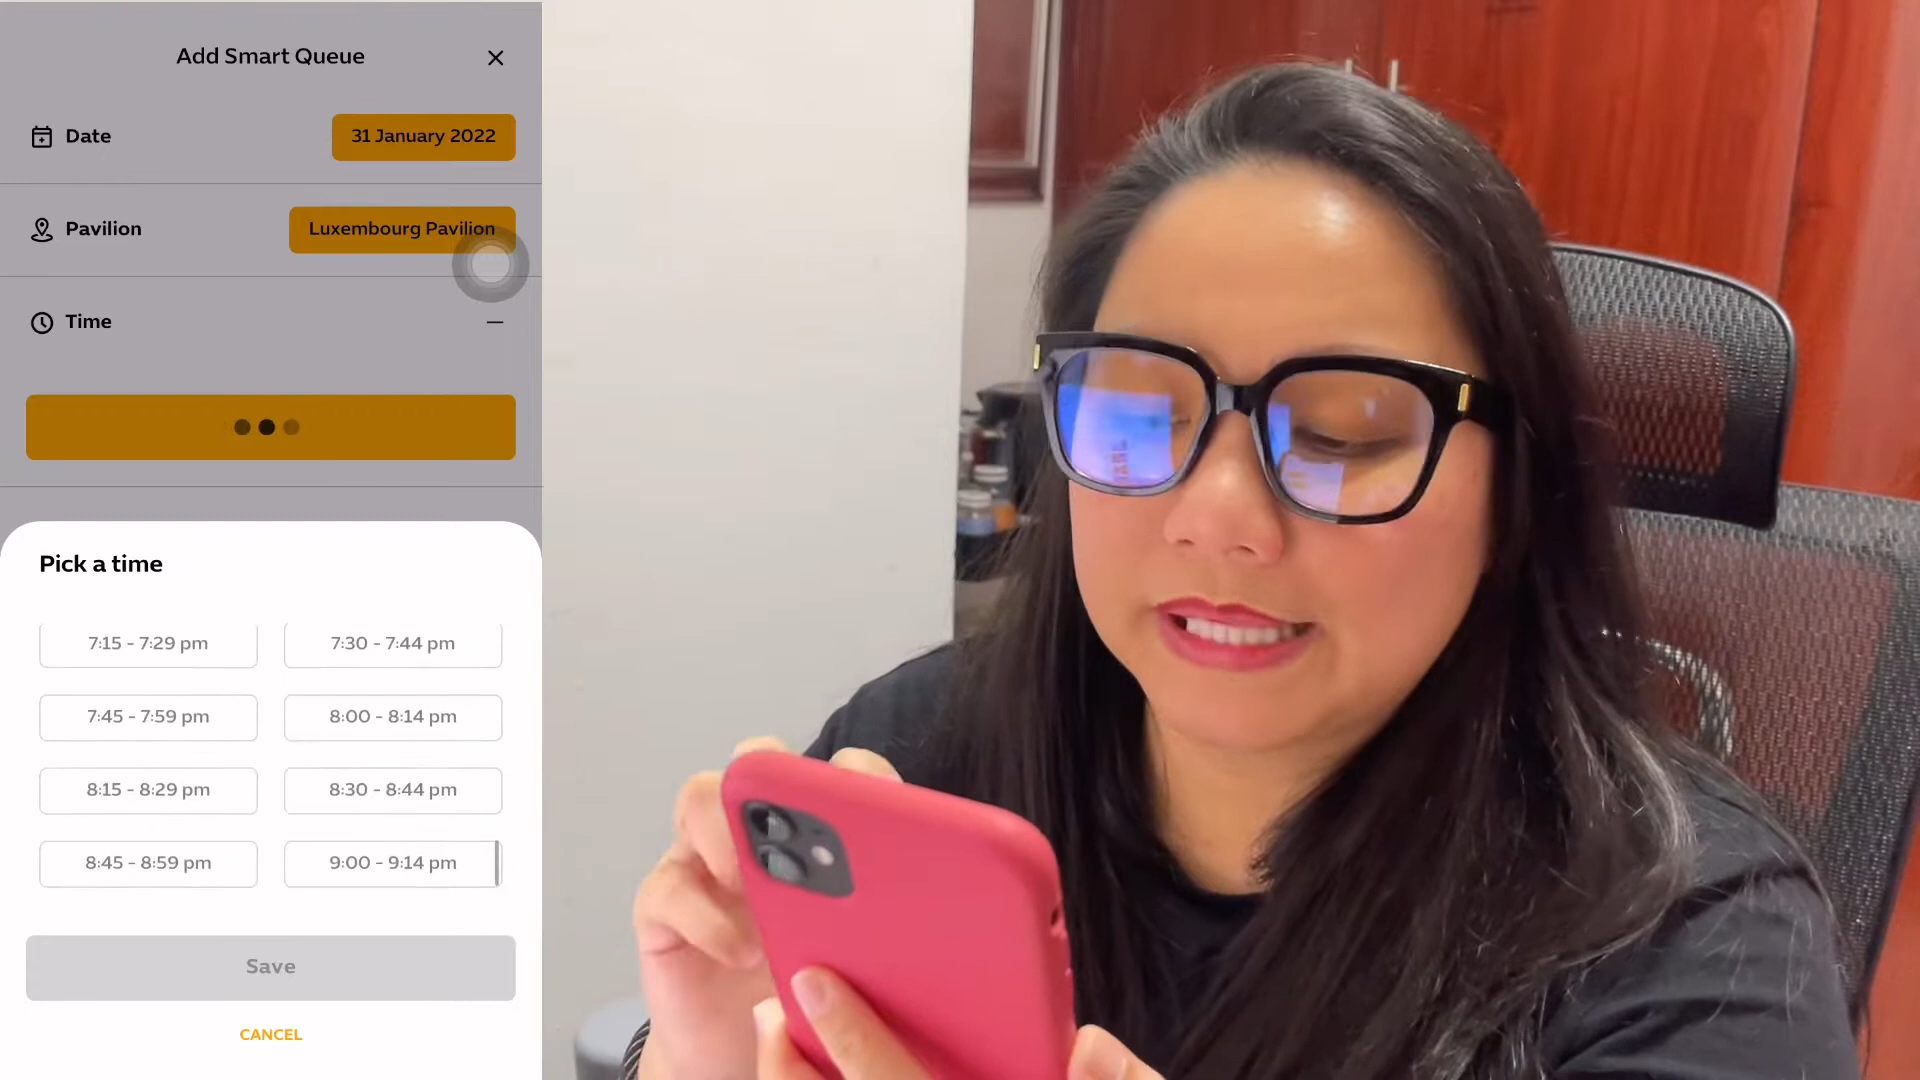 Add Smart Queue
Date
31 January 2022
Pavilion
Luxembourg Pavilion
Time
Pick a time
7:15 - 7:29 pm
7:30 - 7:44 pm
7:45 - 7:59 pm
8:00 - 8:14 pm
8:15 - 8:29 pm
8:30 - 8:44 pm
8:45 - 8:59 pm
9:00 - 9:14 pm
Save
CANCEL